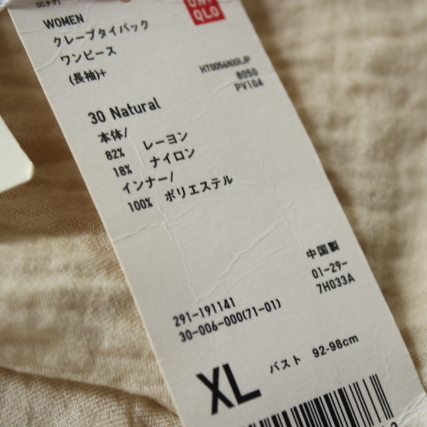 UNI
QLO
WOMEN
クレープタイバック
ワンピース
(長袖)+
8050
PV104
30 Natural
本体/
82% レーヨン
18% ナイロン
インナー/
100% ポリエステル
中国製
01-29-
7H033A
291-191141
30-006-000(71-01)
XL バスト 92-98cm